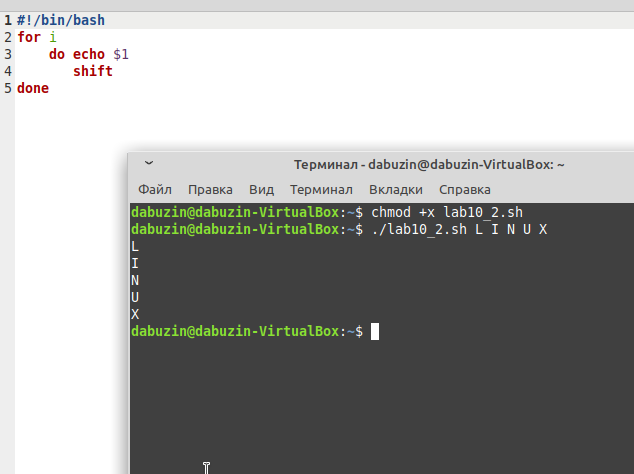 1 #!/bin/bash
2 for i
3     do echo $1
4        shift
5 done
Терминал - dabuzin@dabuzin-VirtualBox: ~
Файл Правка Вид Терминал Вкладки Справка
dabuzin@dabuzin-VirtualBox:~$ chmod +x lab10_2.sh
dabuzin@dabuzin-VirtualBox:~$ ./lab10_2.sh L I N U X
L
I
N
U
X
dabuzin@dabuzin-VirtualBox:~$